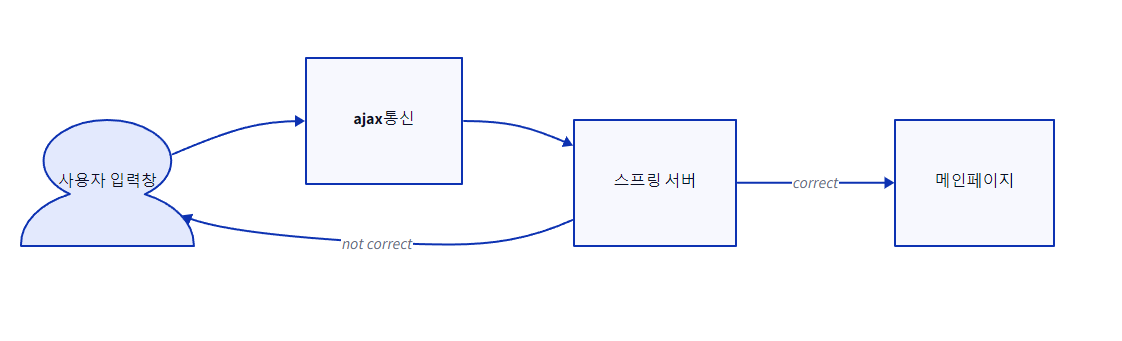 ajax통신
사용자 입력창
스프링 서버
correct
메인페이지
not correct